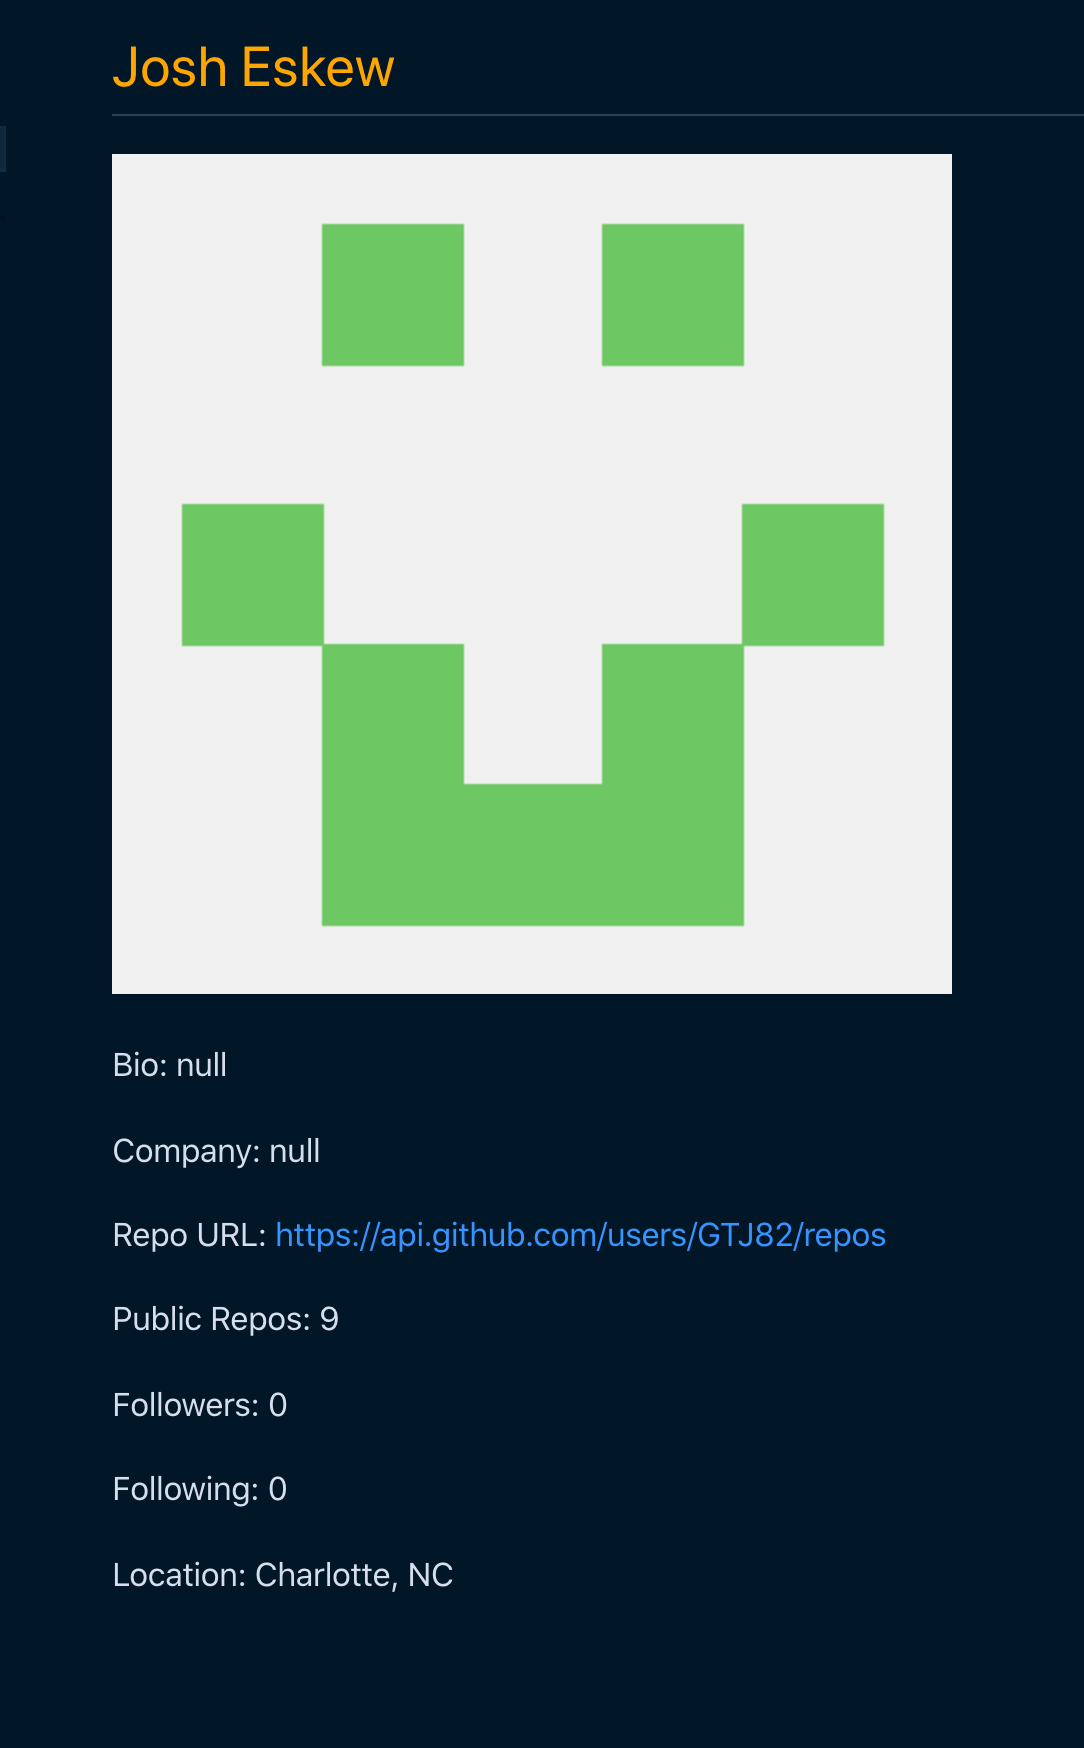 Josh Eskew
Bio: null
Company: null
Repo URL: https://api.github.com/users/GTJ82/repos
Public Repos: 9
Followers: 0
Following: 0
Location: Charlotte, NC